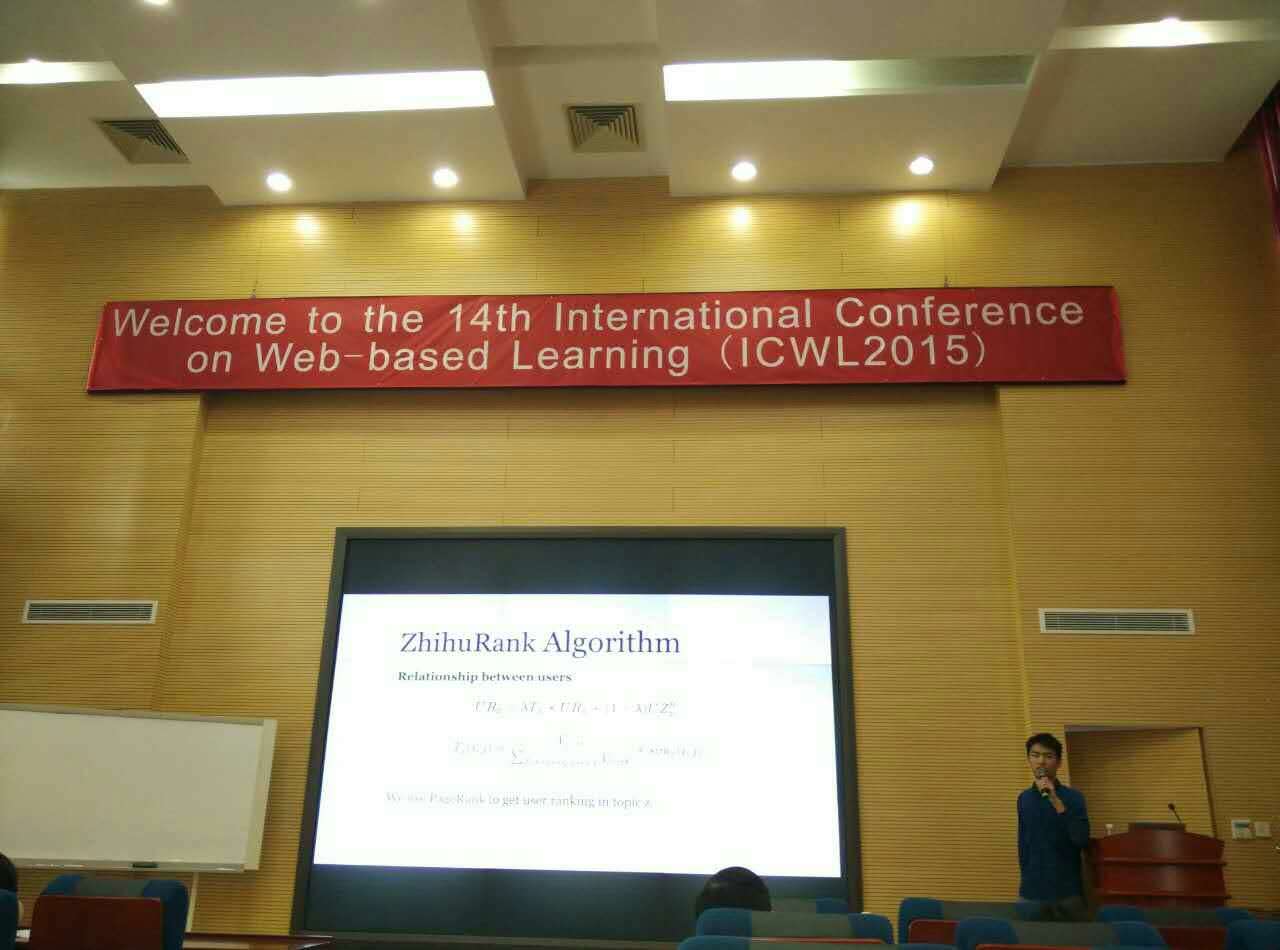 Welcome to the 14th International Conference
on Web-based Learning (ICWL2015)
ZhihuRank Algorithm
Relationship between users
We use PageRank to get user ranking in topic z.